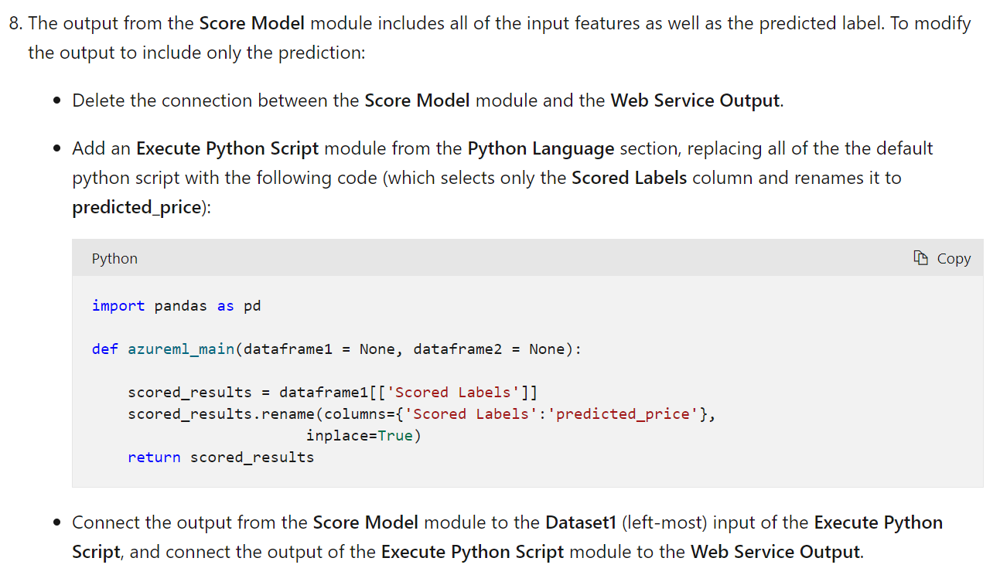 8. The output from the Score Model module includes all of the input features as well as the predicted label. To modify
the output to include only the prediction:
• Delete the connection between the Score Model module and the Web Service Output.
• Add an Execute Python Script module from the Python Language section, replacing all of the the default
python script with the following code (which selects only the Scored Labels column and renames it to
predicted_price):
Python Copy
import pandas as pd
def azureml_main(dataframe1 = None, dataframe2 = None):
    scored_results = dataframe1[['Scored Labels']]
    scored_results.rename(columns={'Scored Labels':'predicted_price'},
                        inplace=True)
    return scored_results
• Connect the output from the Score Model module to the Dataset1 (left-most) input of the Execute Python
Script, and connect the output of the Execute Python Script module to the Web Service Output.